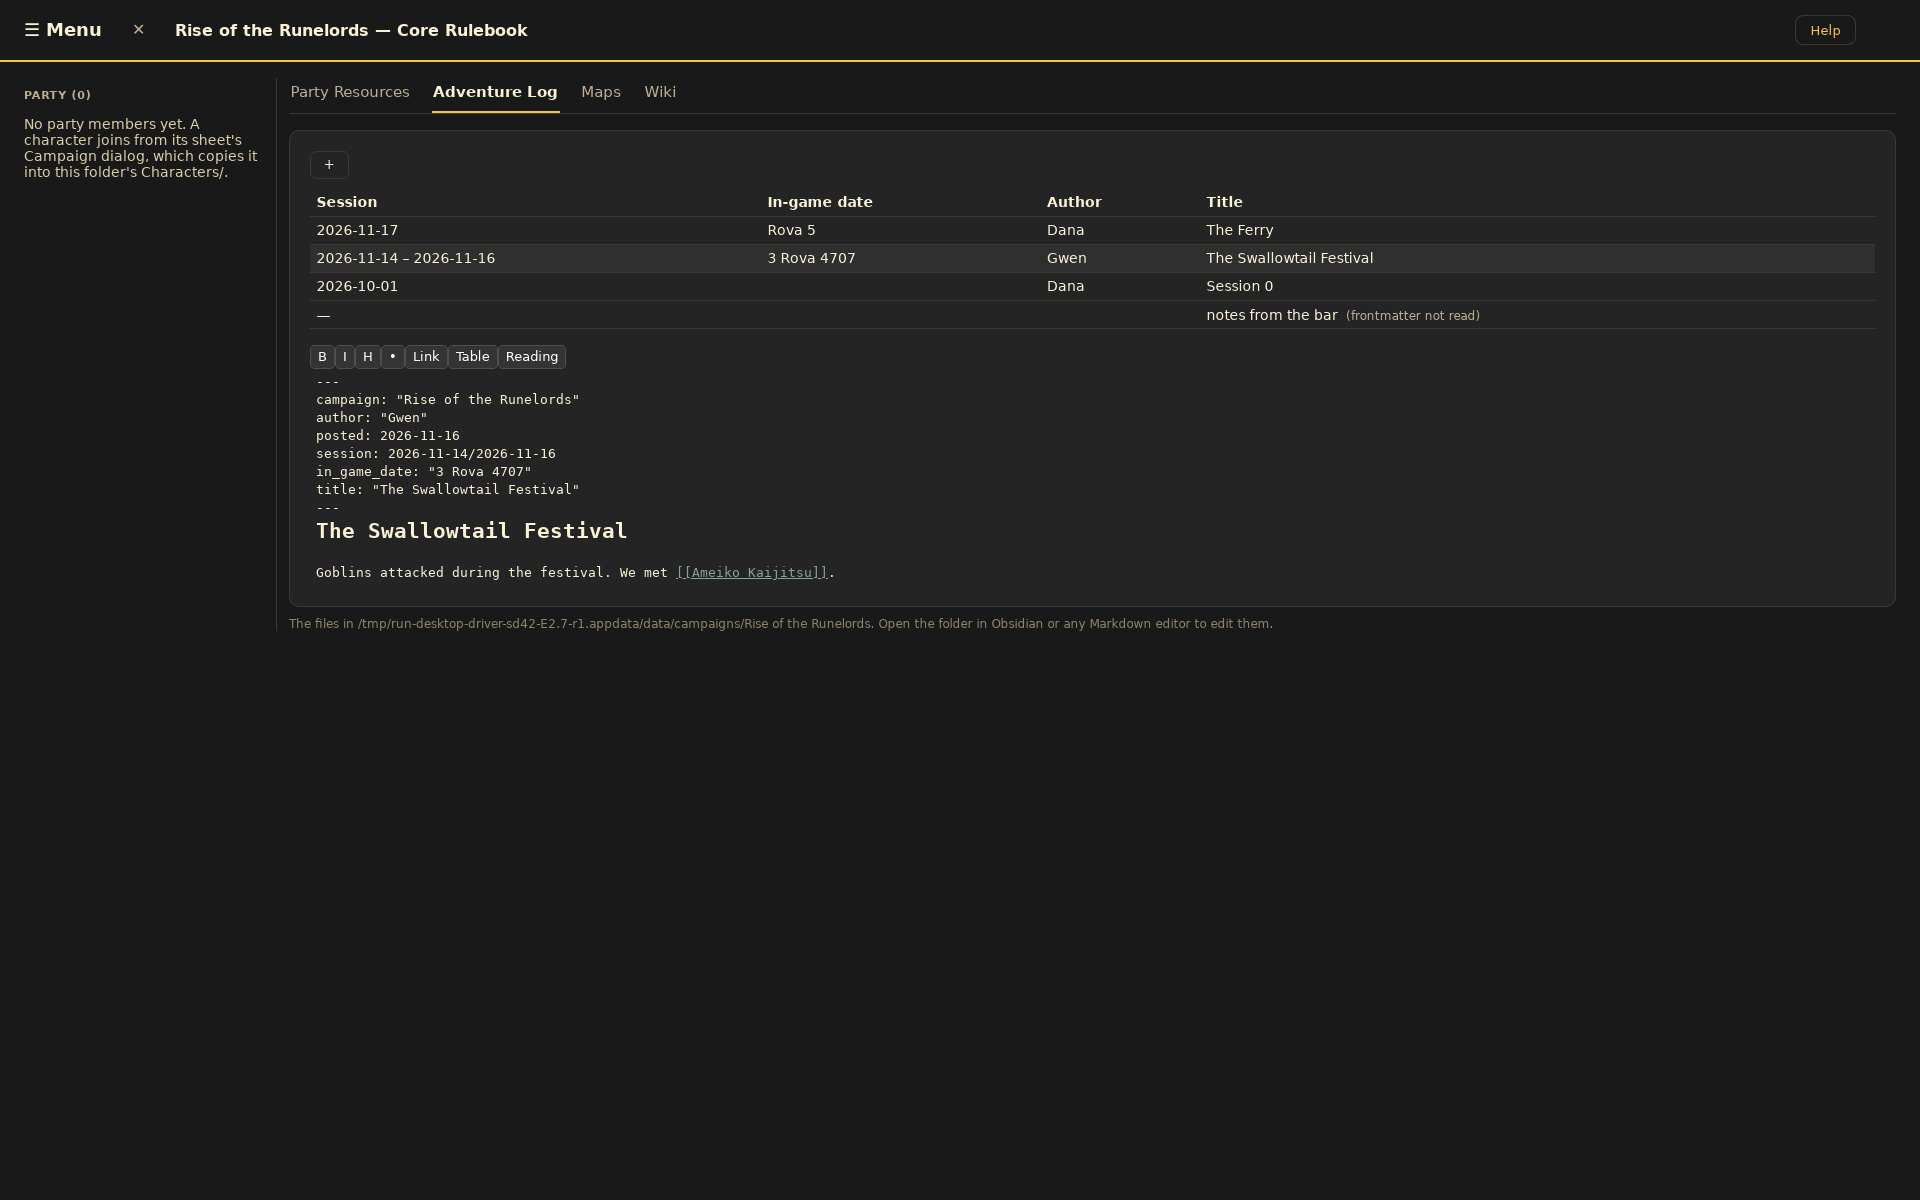 ☰ Menu ✕ Rise of the Runelords — Core Rulebook Help
PARTY (0)
No party members yet. A
character joins from its sheet's
Campaign dialog, which copies it
into this folder's Characters/.
Party Resources Adventure Log Maps Wiki
+
Session In-game date Author Title
2026-11-17 Rova 5 Dana The Ferry
2026-11-14 – 2026-11-16 3 Rova 4707 Gwen The Swallowtail Festival
2026-10-01 Dana Session 0
— notes from the bar (frontmatter not read)
B I H • Link Table Reading
---
campaign: "Rise of the Runelords"
author: "Gwen"
posted: 2026-11-16
session: 2026-11-14/2026-11-16
in_game_date: "3 Rova 4707"
title: "The Swallowtail Festival"
---
The Swallowtail Festival
Goblins attacked during the festival. We met [[Ameiko Kaijitsu]].
The files in /tmp/run-desktop-driver-sd42-E2.7-r1.appdata/data/campaigns/Rise of the Runelords. Open the folder in Obsidian or any Markdown editor to edit them.